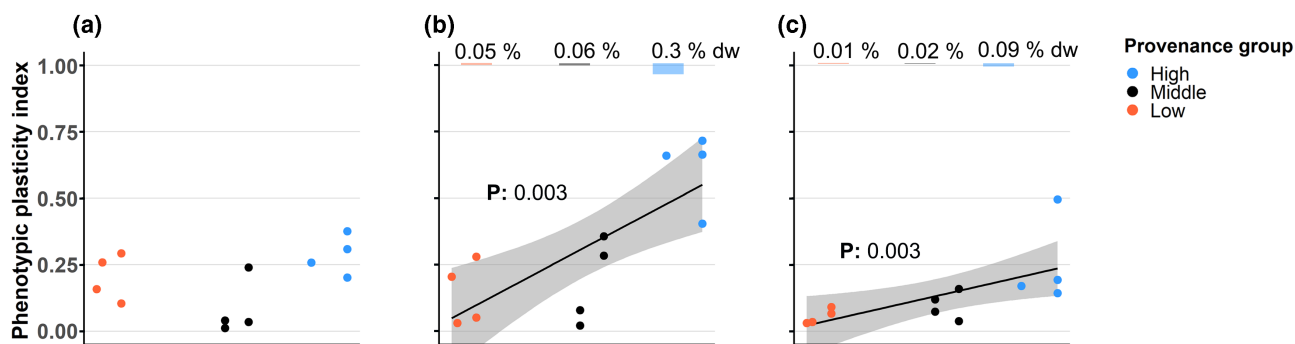 (a)
(b)
(c)
Phenotypic plasticity index
1.00
0.75
0.50
0.25
0.00
0.05 %
0.06 %
0.3 % dw
P: 0.003
0.01 %
0.02 %
0.09 % dw
P: 0.003
Provenance group
High
Middle
Low